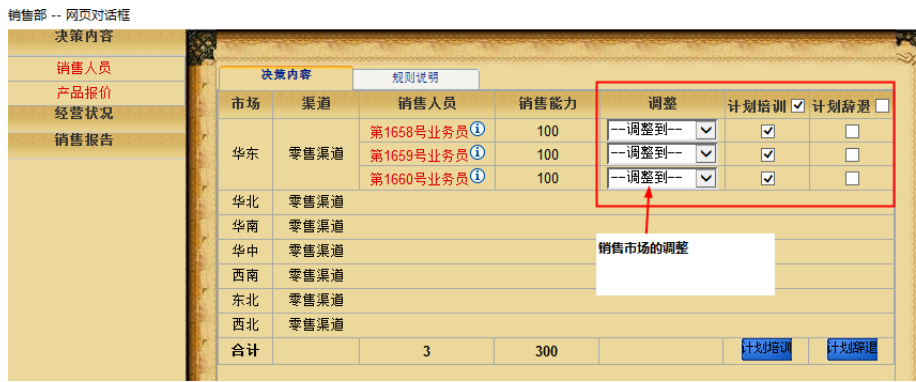 销售部 -- 网页对话框
决策内容
销售人员
产品报价
经营状况
销售报告
决策内容 规则说明
市场 渠道 销售人员 销售能力 调整 计划培训 计划辞退
华东 零售渠道
第1658号业务员 100 --调整到--
第1659号业务员 100 --调整到--
第1660号业务员 100 --调整到--
华北 零售渠道
华南 零售渠道
华中 零售渠道
西南 零售渠道
东北 零售渠道
西北 零售渠道
合计 3 300 计划培训 计划辞退
销售市场的调整